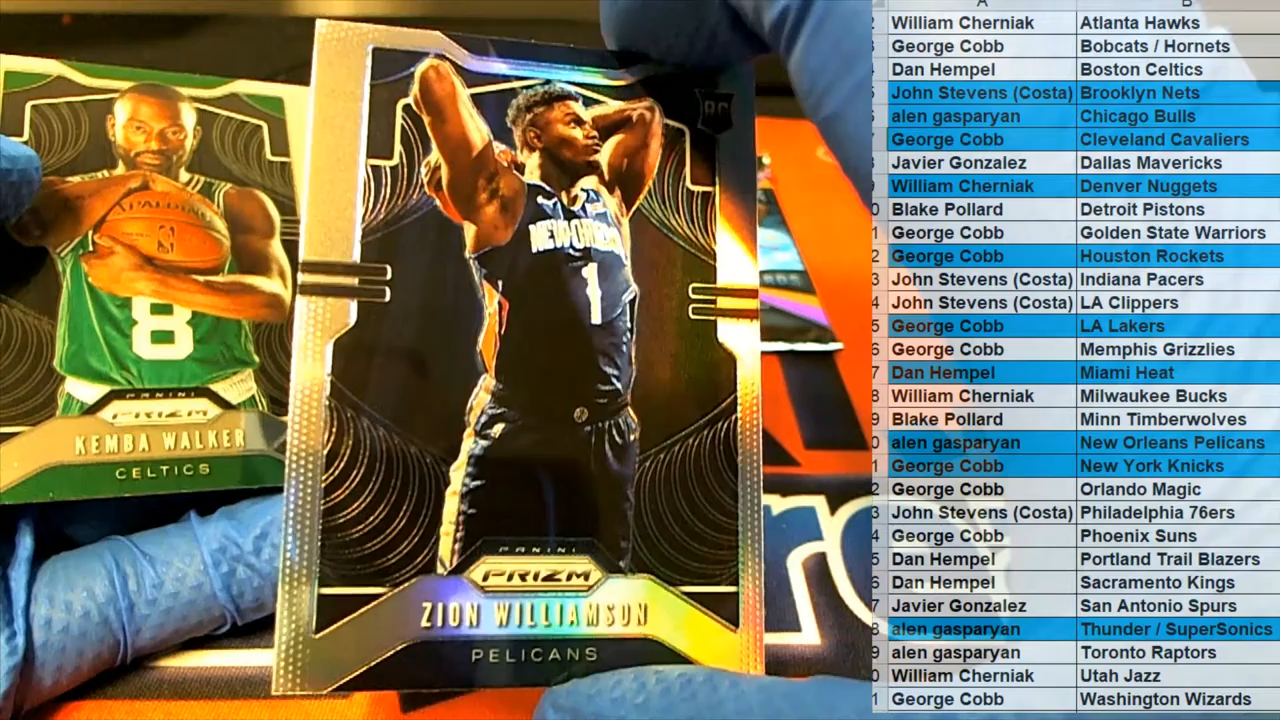 SPALDING
8
PANINI
PRIZM
KEMBA WALKER
CELTICS
RC
1
PANINI
PRIZM
ZION WILLIAMSON
PELICANS
A B
William Cherniak Atlanta Hawks
George Cobb Bobcats / Hornets
Dan Hempel Boston Celtics
John Stevens (Costa) Brooklyn Nets
alen gasparyan Chicago Bulls
George Cobb Cleveland Cavaliers
Javier Gonzalez Dallas Mavericks
William Cherniak Denver Nuggets
Blake Pollard Detroit Pistons
George Cobb Golden State Warriors
George Cobb Houston Rockets
John Stevens (Costa) Indiana Pacers
John Stevens (Costa) LA Clippers
George Cobb LA Lakers
George Cobb Memphis Grizzlies
Dan Hempel Miami Heat
William Cherniak Milwaukee Bucks
Blake Pollard Minn Timberwolves
alen gasparyan New Orleans Pelicans
George Cobb New York Knicks
George Cobb Orlando Magic
John Stevens (Costa) Philadelphia 76ers
George Cobb Phoenix Suns
Dan Hempel Portland Trail Blazers
Dan Hempel Sacramento Kings
Javier Gonzalez San Antonio Spurs
alen gasparyan Thunder / SuperSonics
alen gasparyan Toronto Raptors
William Cherniak Utah Jazz
George Cobb Washington Wizards